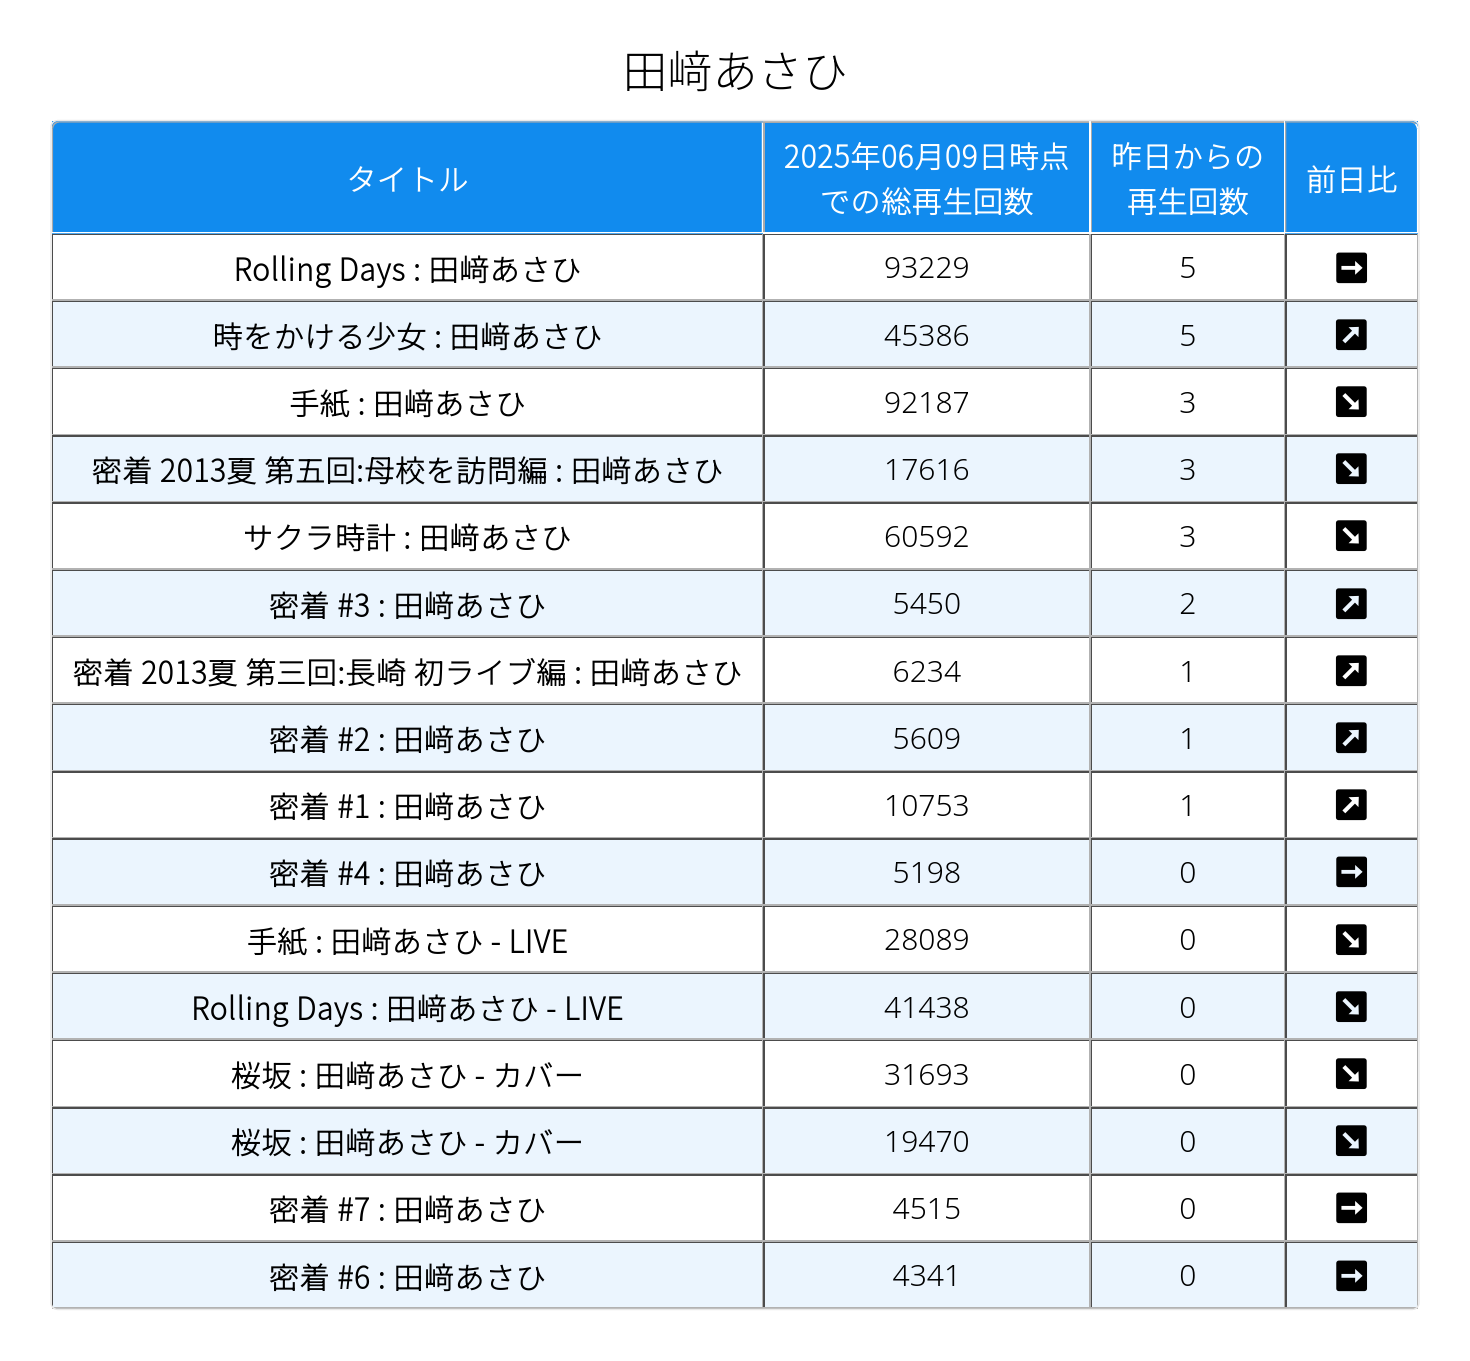 田﨑あさひ
タイトル
2025年06月09日時点
での総再生回数
昨日からの
再生回数
前日比
Rolling Days : 田﨑あさひ 93229 5 ➡
時をかける少女 : 田﨑あさひ 45386 5 ↗
手紙 : 田﨑あさひ 92187 3 ↘
密着 2013夏 第五回:母校を訪問編 : 田﨑あさひ 17616 3 ↘
サクラ時計 : 田﨑あさひ 60592 3 ↘
密着 #3 : 田﨑あさひ 5450 2 ↗
密着 2013夏 第三回:長崎 初ライブ編 : 田﨑あさひ 6234 1 ↗
密着 #2 : 田﨑あさひ 5609 1 ↗
密着 #1 : 田﨑あさひ 10753 1 ↗
密着 #4 : 田﨑あさひ 5198 0 ➡
手紙 : 田﨑あさひ - LIVE 28089 0 ↘
Rolling Days : 田﨑あさひ - LIVE 41438 0 ↘
桜坂 : 田﨑あさひ - カバー 31693 0 ↘
桜坂 : 田﨑あさひ - カバー 19470 0 ↘
密着 #7 : 田﨑あさひ 4515 0 ➡
密着 #6 : 田﨑あさひ 4341 0 ➡